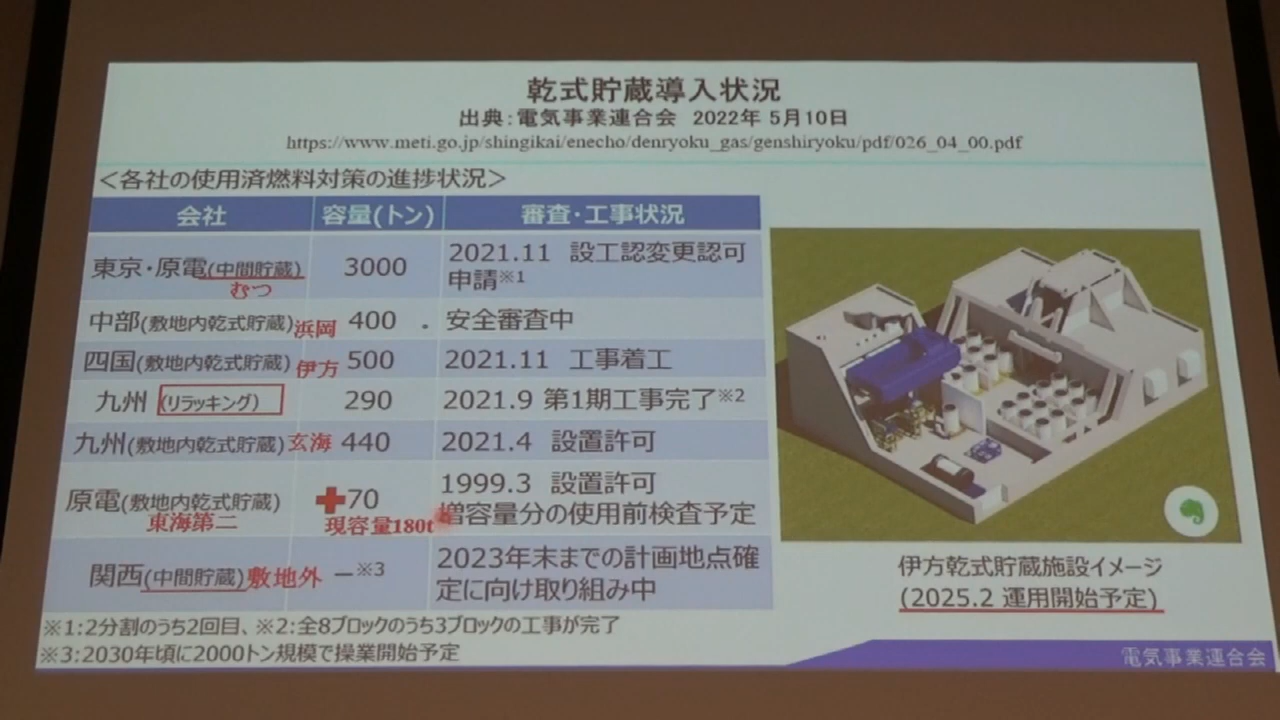 乾式貯蔵導入状況
出典:電気事業連合会 2022年 5月10日
https://www.meti.go.jp/shingikai/enecho/denryoku_gas/genshiryoku/pdf/026_04_00.pdf
＜各社の使用済燃料対策の進捗状況＞
会社 容量(トン) 審査・工事状況
東京・原電(中間貯蔵) 3000 2021.11 設工認変更認可
申請※1
むつ
中部(敷地内乾式貯蔵)浜岡 400 安全審査中
四国(敷地内乾式貯蔵)伊方 500 2021.11 工事着工
九州(リラッキング) 290 2021.9 第1期工事完了※2
九州(敷地内乾式貯蔵)玄海 440 2021.4 設置許可
原電(敷地内乾式貯蔵) +70 1999.3 設置許可
増容量分の使用前検査予定
東海第二 現容量180t
関西(中間貯蔵)敷地外 －※3 2023年末までの計画地点確
定に向け取り組み中
※1:2分割のうち2回目、※2:全8ブロックのうち3ブロックの工事が完了
※3:2030年頃に2000トン規模で操業開始予定
伊方乾式貯蔵施設イメージ
(2025.2 運用開始予定)
電気事業連合会